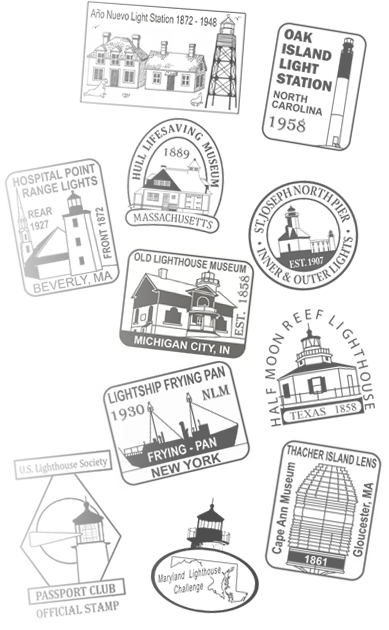 Año Nuevo Light Station 1872 - 1948
OAK
ISLAND
LIGHT
STATION
NORTH
CAROLINA
1958
HULL LIFESAVING MUSEUM
1889
MASSACHUSETTS
HOSPITAL POINT
RANGE LIGHTS
REAR
1927
FRONT 1872
BEVERLY, MA
ST. JOSEPH NORTH PIER
EST. 1907
• INNER & OUTER LIGHTS •
OLD LIGHTHOUSE MUSEUM
EST. 1858
MICHIGAN CITY, IN
HALF MOON REEF LIGHTHOUSE
TEXAS 1858
LIGHTSHIP FRYING PAN
1930
NLM
FRYING - PAN
NEW YORK
THACHER ISLAND LENS
Cape Ann Museum
Gloucester, MA
1861
U.S. Lighthouse Society
PASSPORT CLUB
OFFICIAL STAMP
Maryland Lighthouse
Challenge